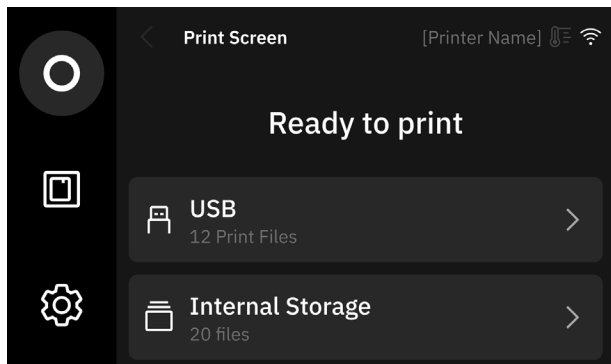 Print Screen
[Printer Name]
Ready to print
USB
12 Print Files
Internal Storage
20 files